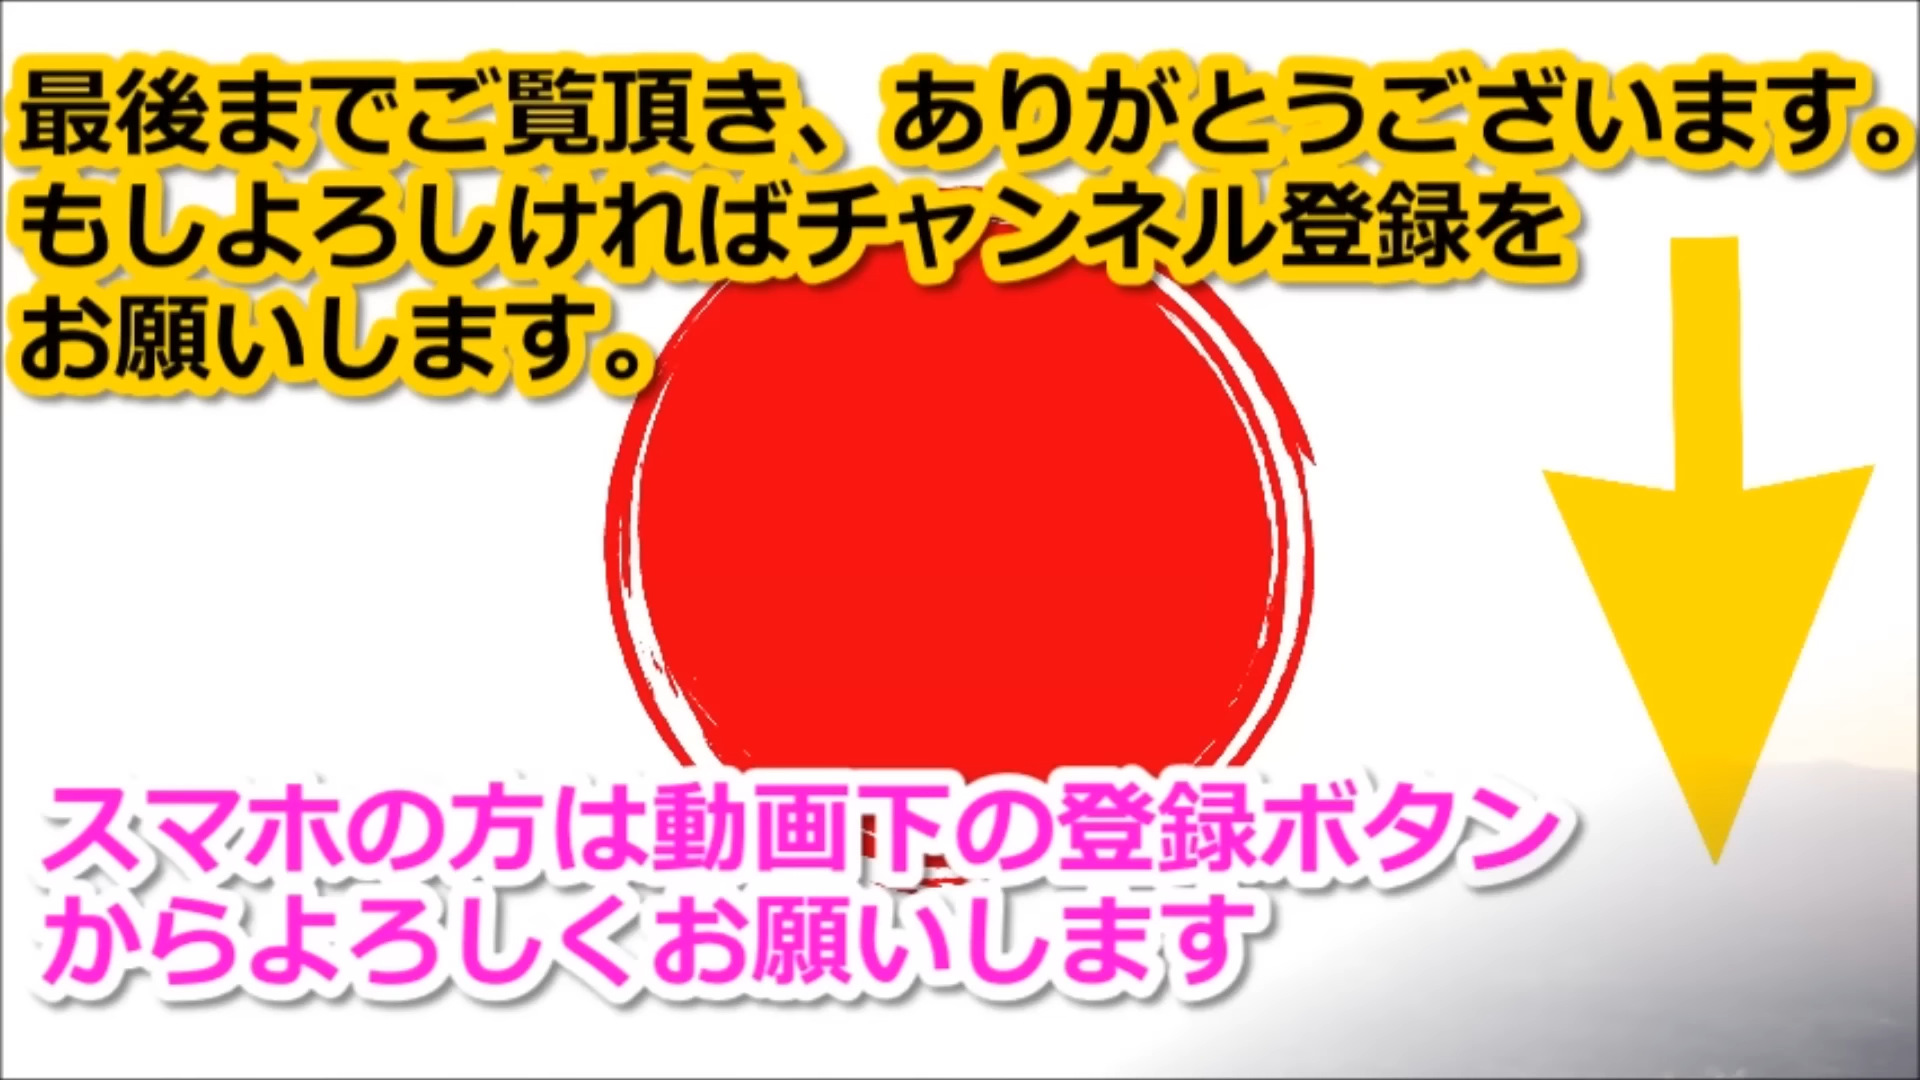 最後までご覧頂き、ありがとうございます。
もしよろしければチャンネル登録を
お願いします。
スマホの方は動画下の登録ボタン
からよろしくお願いします